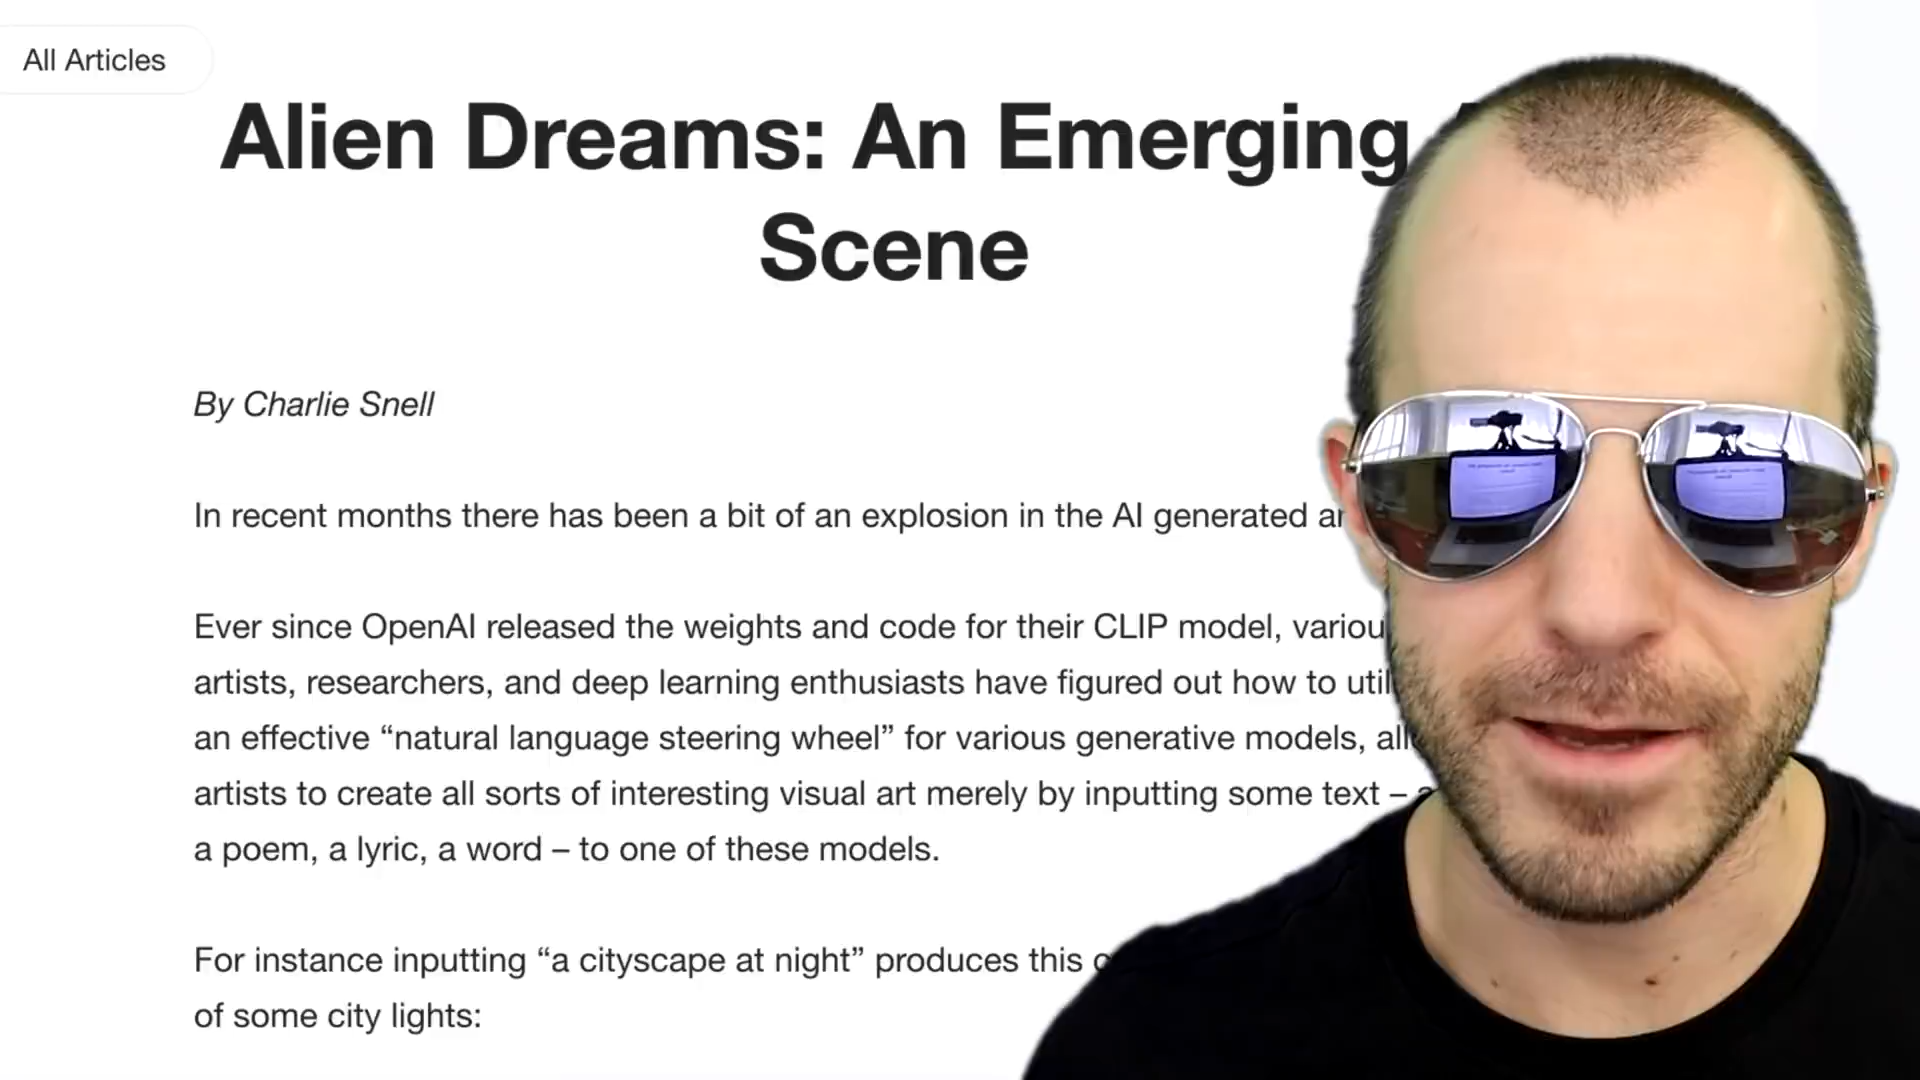 All Articles
Alien Dreams: An Emerging
Scene
By Charlie Snell
In recent months there has been a bit of an explosion in the AI generated
Ever since OpenAI released the weights and code for their CLIP model,
artists, researchers, and deep learning enthusiasts have figured out how to
an effective “natural language steering wheel” for various generative models,
artists to create all sorts of interesting visual art merely by inputting some text –
a poem, a lyric, a word – to one of these models.
For instance inputting “a cityscape at night” produces this
of some city lights: